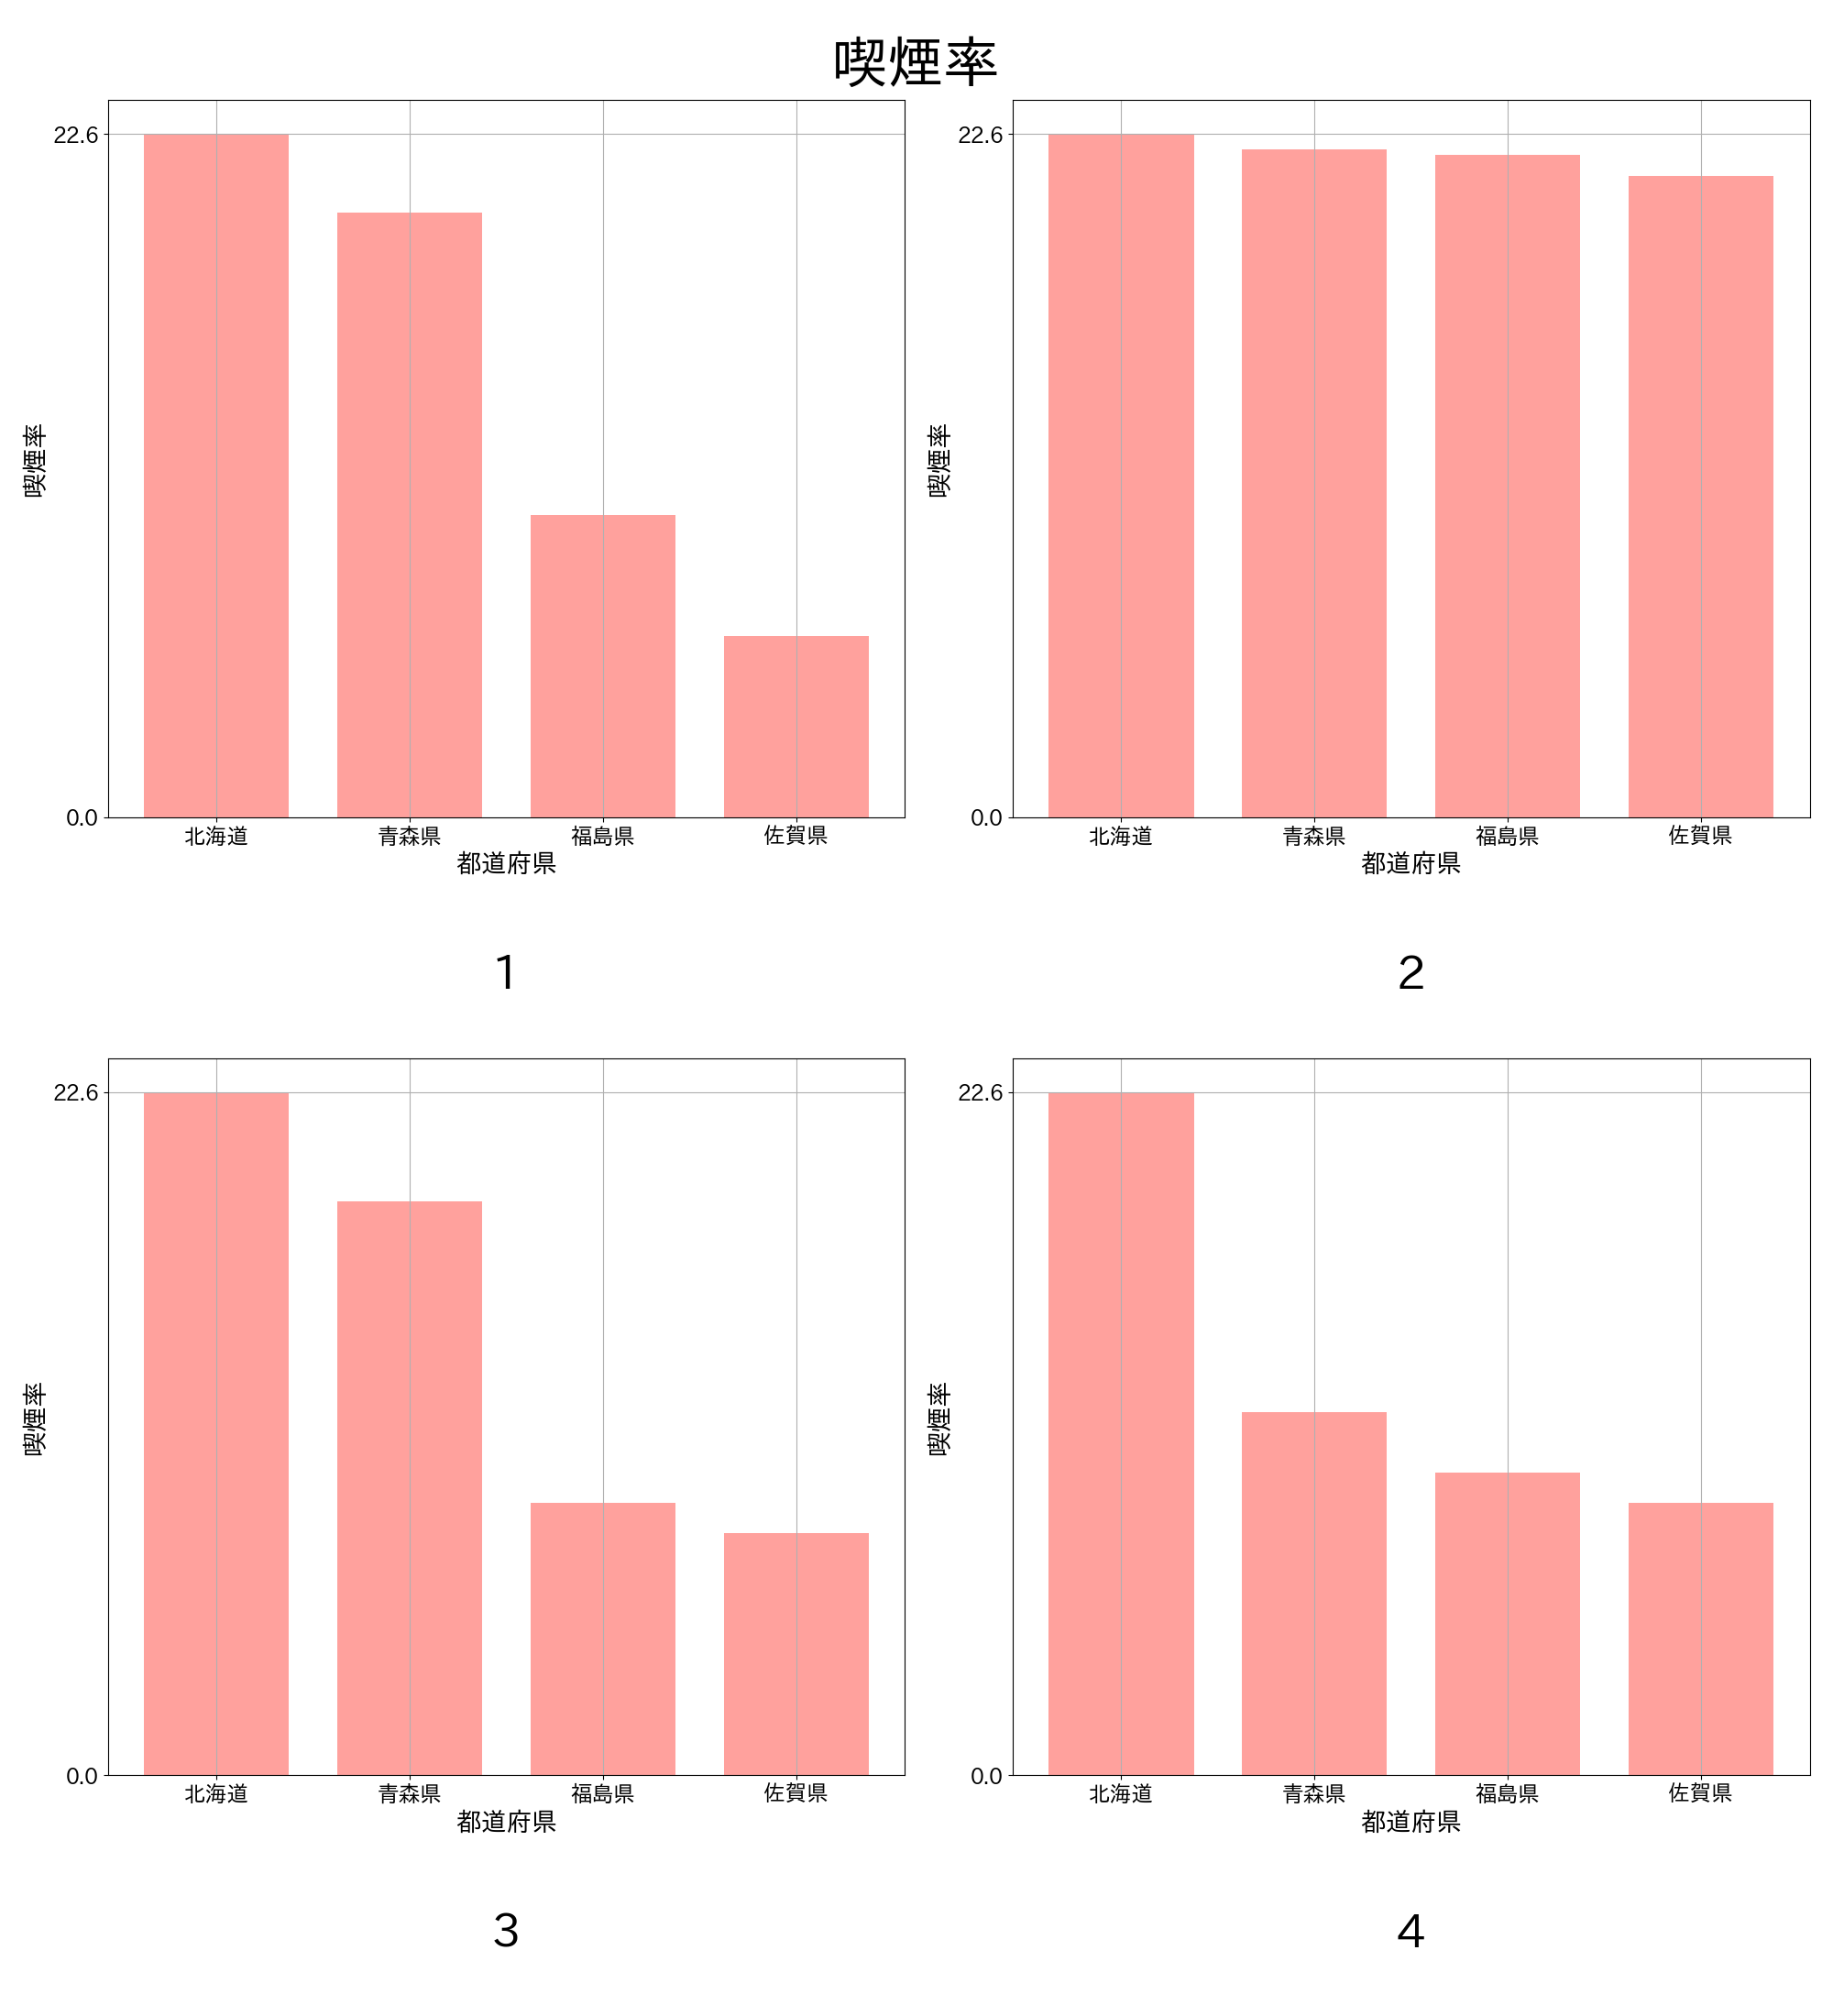 喫煙率
22.6
0.0
喫煙率
北海道 青森県 福島県 佐賀県
都道府県
1
22.6
0.0
喫煙率
北海道 青森県 福島県 佐賀県
都道府県
2
22.6
0.0
喫煙率
北海道 青森県 福島県 佐賀県
都道府県
3
22.6
0.0
喫煙率
北海道 青森県 福島県 佐賀県
都道府県
4